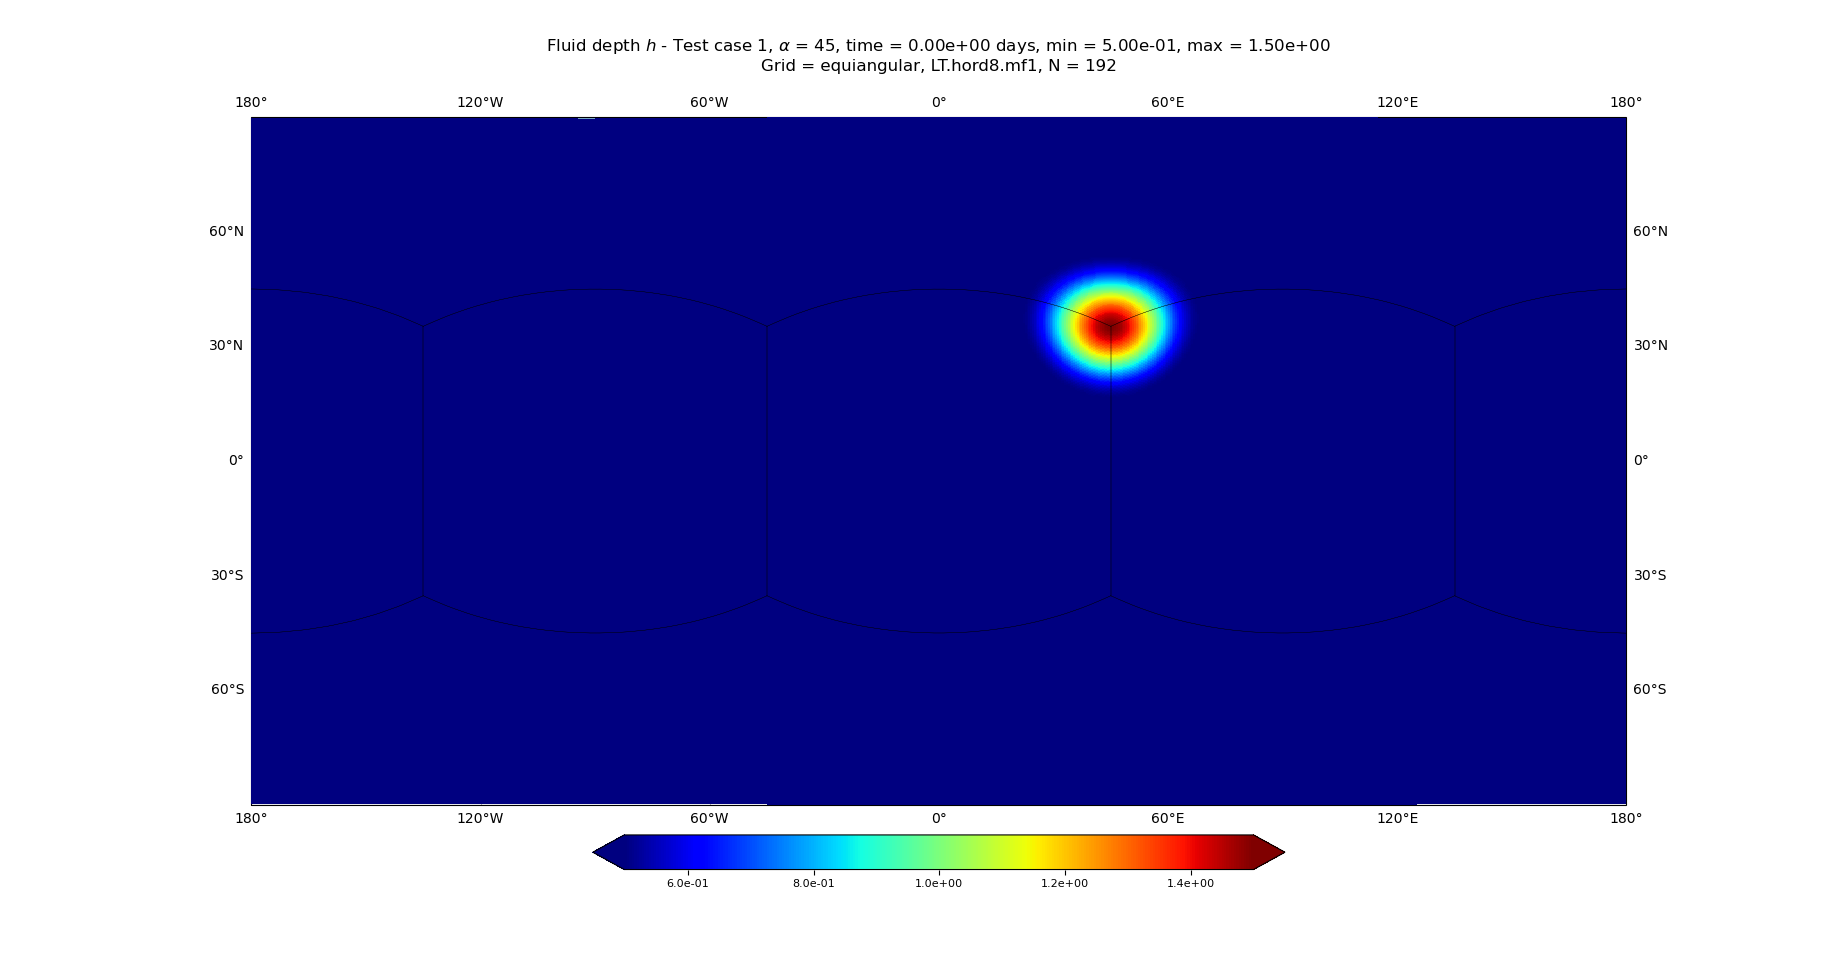 Fluid depth h - Test case 1, α = 45, time = 0.00e+00 days, min = 5.00e-01, max = 1.50e+00
Grid = equiangular, LT.hord8.mf1, N = 192
180° 120°W 60°W 0° 60°E 120°E 180°
60°N 60°N
30°N 30°N
0° 0°
30°S 30°S
60°S 60°S
180° 120°W 60°W 0° 60°E 120°E 180°
6.0e-01 8.0e-01 1.0e+00 1.2e+00 1.4e+00